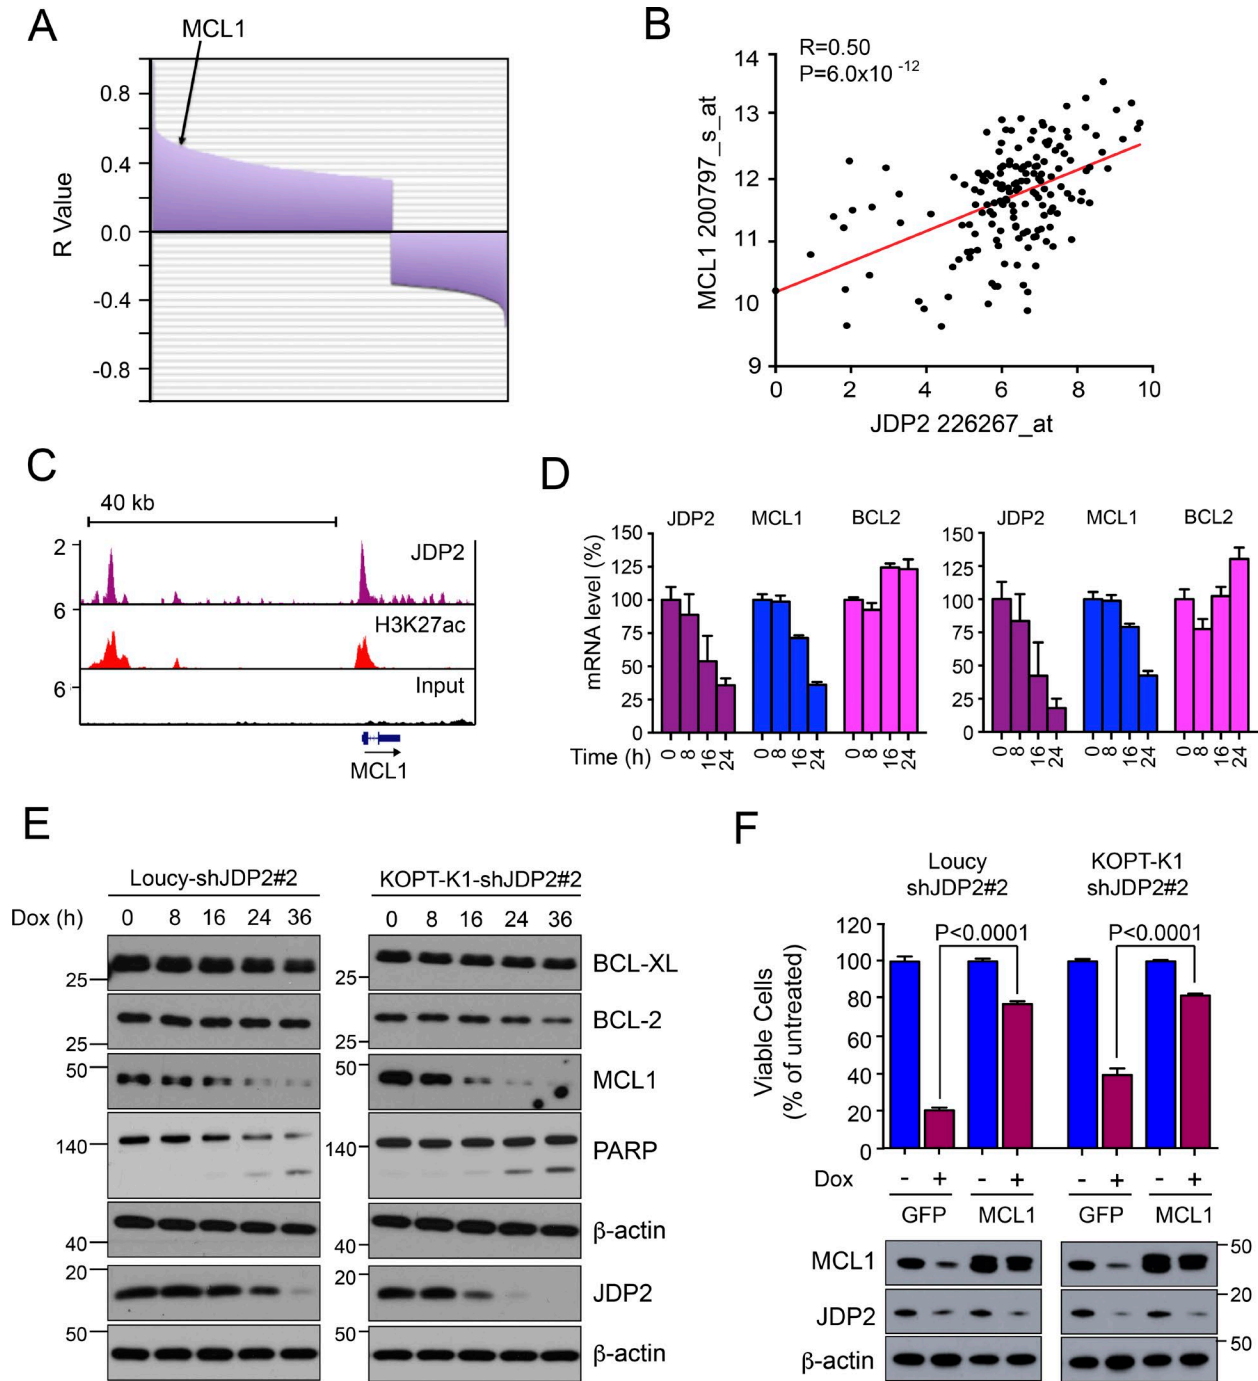 A
MCL1
0.8
0.4
0.0
-0.4
-0.8
R Value
B
R=0.50
P=6.0x10 -12
14
13
12
11
10
9
0 2 4 6 8 10
MCL1 200797_s_at
JDP2 226267_at
C
40 kb
2
JDP2
6
H3K27ac
6
Input
MCL1
D
JDP2 MCL1 BCL2
150
125
100
75
50
25
0
mRNA level (%)
Time (h)
0 8 16 24 0 8 16 24 0 8 16 24
JDP2 MCL1 BCL2
150
125
100
75
50
25
0
0 8 16 24 0 8 16 24 0 8 16 24
E
Loucy-shJDP2#2 KOPT-K1-shJDP2#2
Dox (h) 0 8 16 24 36 0 8 16 24 36
25 25 BCL-XL
25 25 BCL-2
50 50 MCL1
140 140 PARP
40 40 β-actin
20 20 JDP2
50 50 β-actin
F
Loucy
shJDP2#2
KOPT-K1
shJDP2#2
P<0.0001 P<0.0001
120
100
80
60
40
20
0
Viable Cells
(% of untreated)
Dox - + - + - + - +
GFP MCL1 GFP MCL1
MCL1 50
JDP2 20
β-actin 50